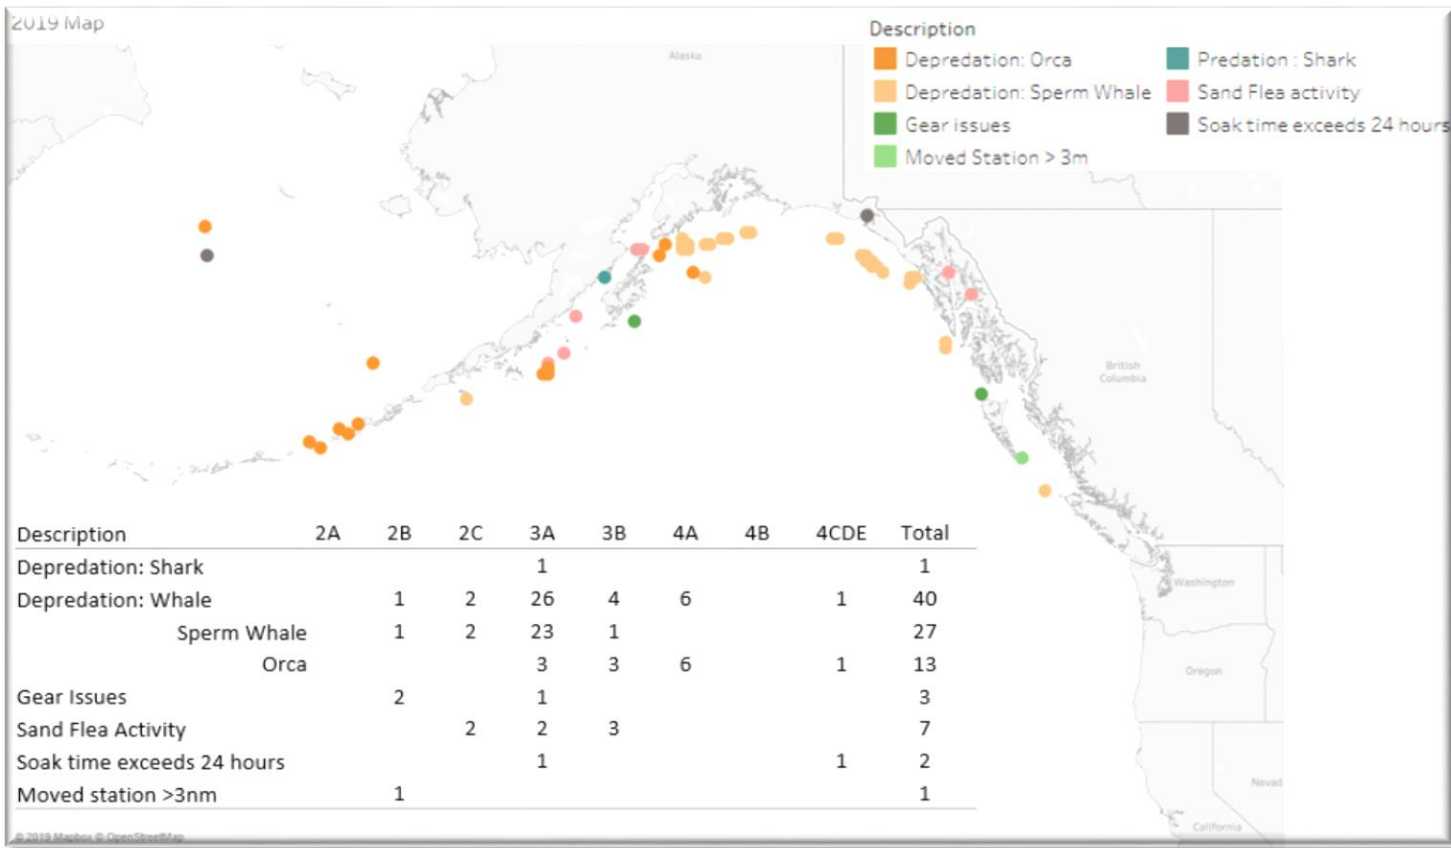 2019 Map
Description
Depredation: Orca
Depredation: Sperm Whale
Gear issues
Moved Station > 3m
Predation : Shark
Sand Flea activity
Soak time exceeds 24 hours
Alaska
British
Columbia
Washington
Oregon
Nevad
California
Description 2A 2B 2C 3A 3B 4A 4B 4CDE Total
Depredation: Shark 1 1
Depredation: Whale 1 2 26 4 6 1 40
Sperm Whale 1 2 23 1 27
Orca 3 3 6 1 13
Gear Issues 2 1 3
Sand Flea Activity 2 2 3 7
Soak time exceeds 24 hours 1 1 2
Moved station >3nm 1 1
© 2019 Mapbox © OpenStreetMap